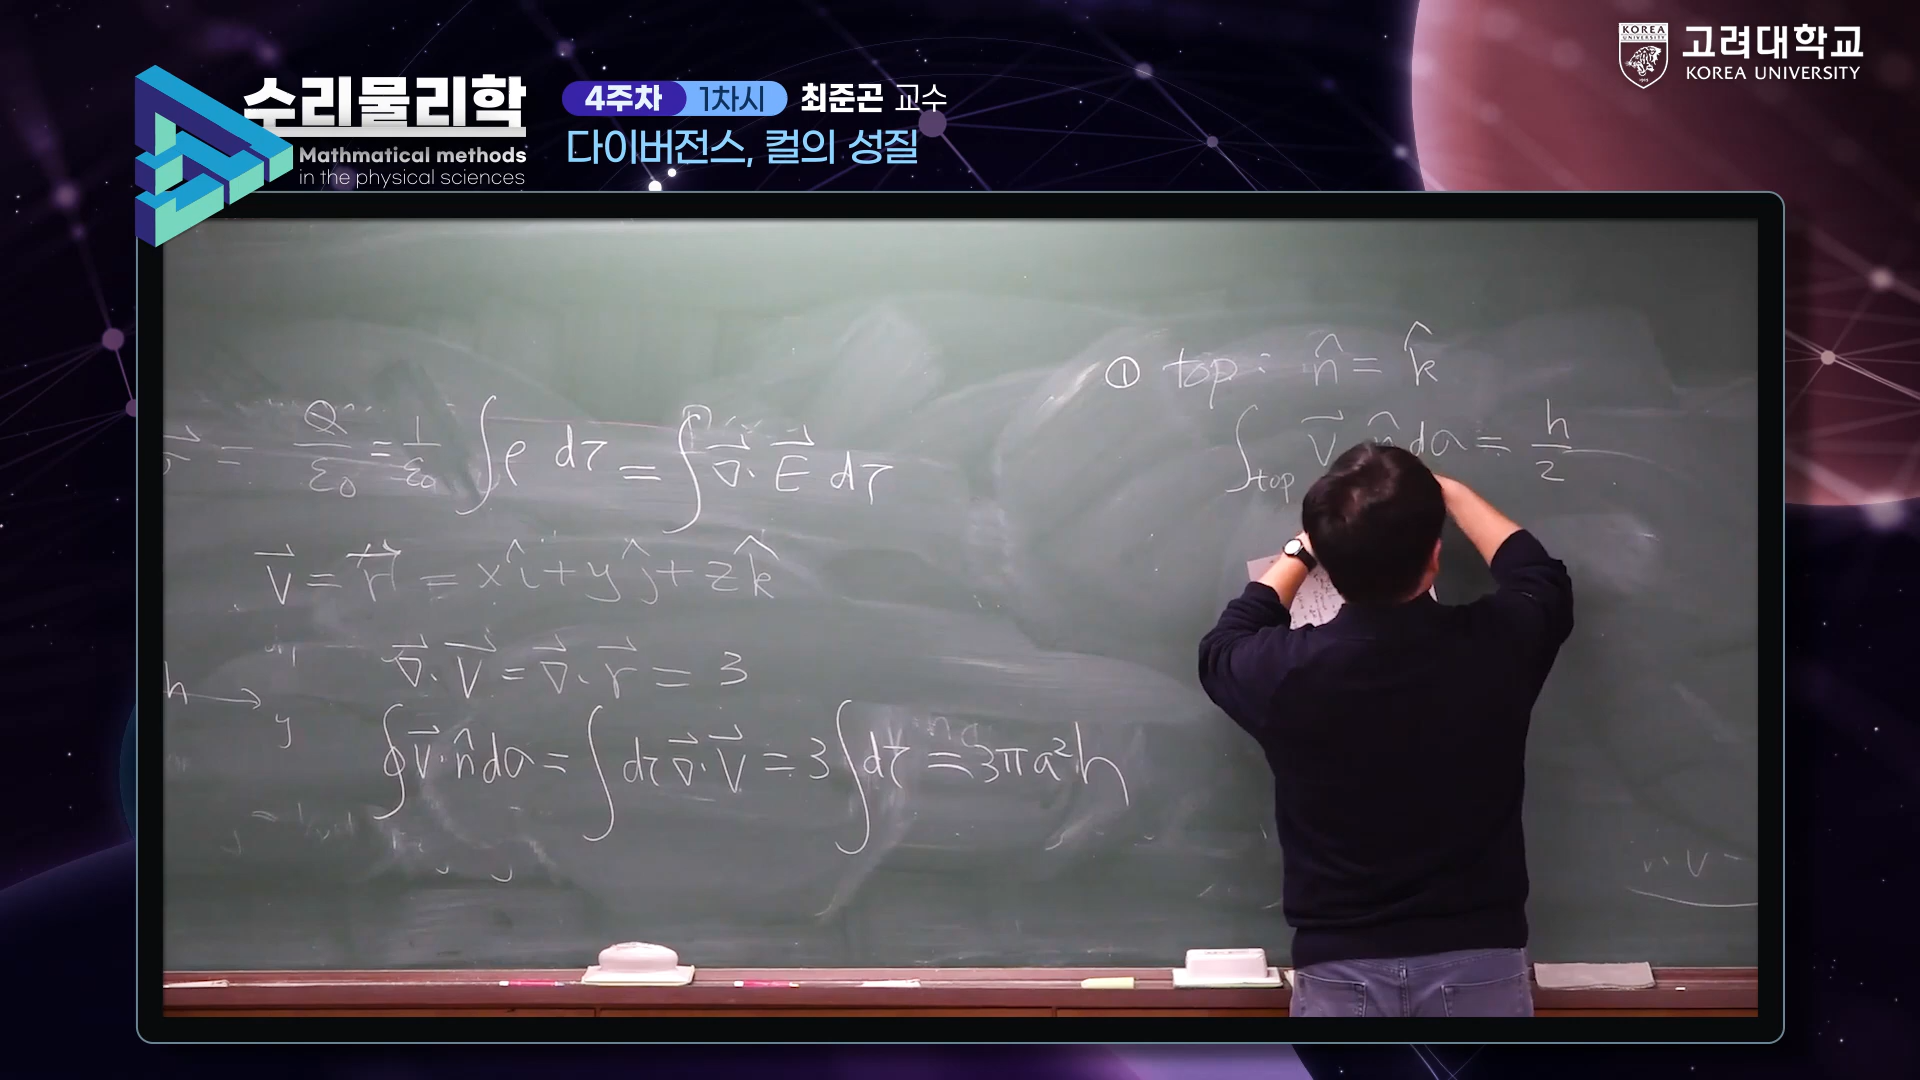 수리물리학
Mathmatical methods
in the physical sciences
4주차 1차시 최준곤 교수
다이버전스, 컬의 성질
KOREA UNIVERSITY
고려대학교
KOREA UNIVERSITY
= Q/ε₀ = 1/ε₀ ∫ρ dτ = ∫∇⃗·E⃗ dτ
V⃗ = r⃗ = xî + yĵ + zk̂
∇⃗·V⃗ = ∇⃗·r⃗ = 3
h
y
∮V⃗·n̂da = ∫dτ∇⃗·V⃗ = 3∫dτ = 3πa²h
① top : n̂ = k̂
∫top V⃗ n̂ da = h/2